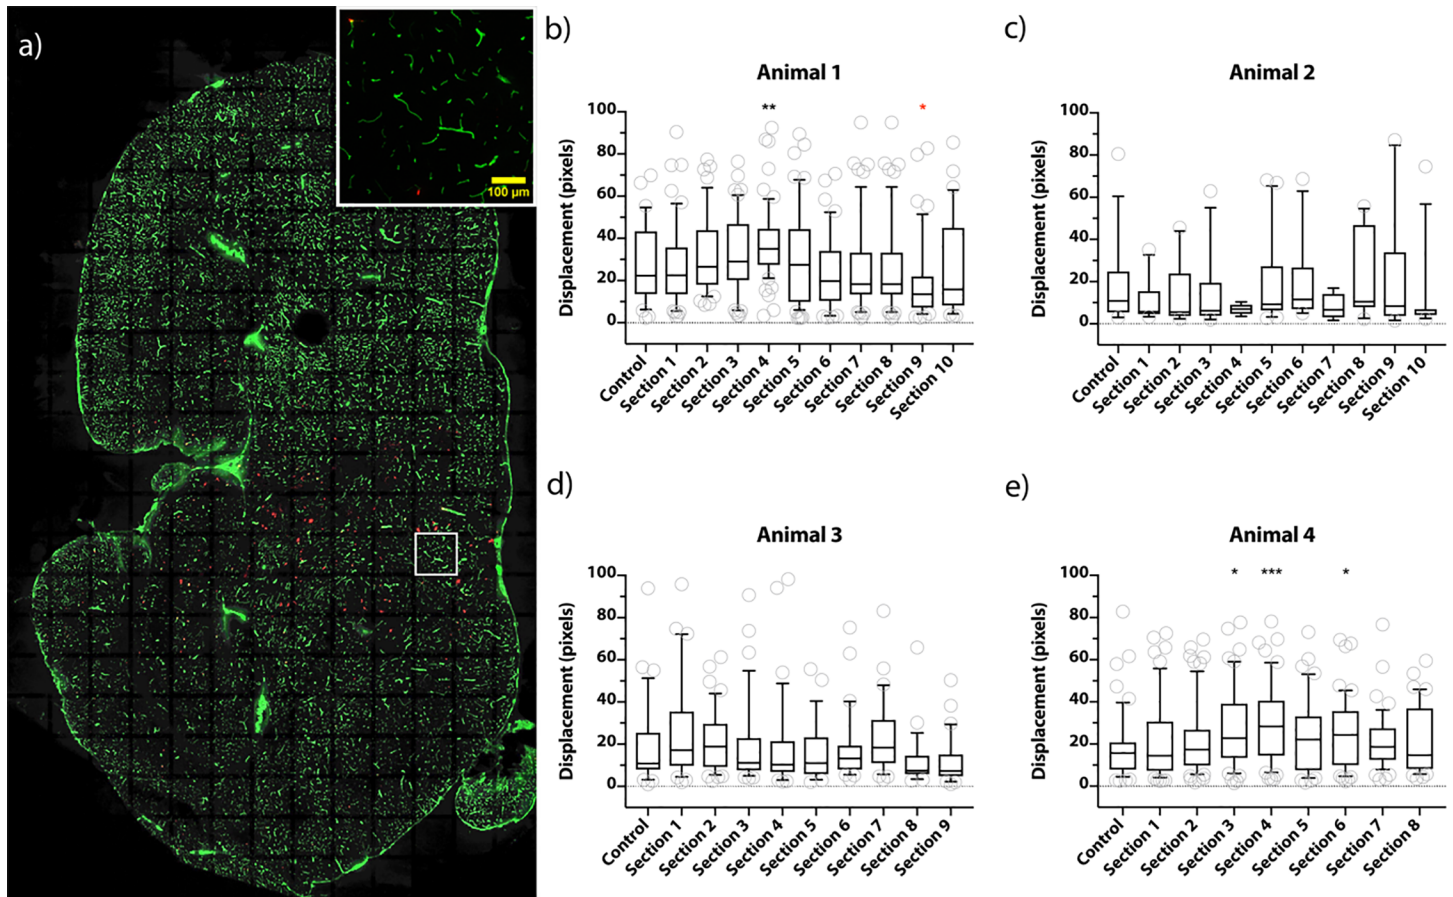 a)
100 µm
b)
Animal 1
** *
Displacement (pixels)
100
80
60
40
20
0
Control
Section 1
Section 2
Section 3
Section 4
Section 5
Section 6
Section 7
Section 8
Section 9
Section 10
c)
Animal 2
Displacement (pixels)
100
80
60
40
20
0
Control
Section 1
Section 2
Section 3
Section 4
Section 5
Section 6
Section 7
Section 8
Section 9
Section 10
d)
Animal 3
Displacement (pixels)
100
80
60
40
20
0
Control
Section 1
Section 2
Section 3
Section 4
Section 5
Section 6
Section 7
Section 8
Section 9
e)
Animal 4
* *** *
Displacement (pixels)
100
80
60
40
20
0
Control
Section 1
Section 2
Section 3
Section 4
Section 5
Section 6
Section 7
Section 8